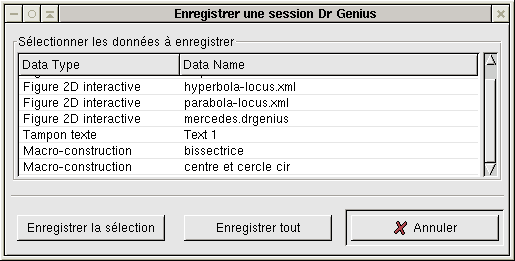 Enregistrer une session Dr Genius
Sélectionner les données à enregistrer
Data Type Data Name
Figure 2D interactive hyperbola-locus.xml
Figure 2D interactive parabola-locus.xml
Figure 2D interactive mercedes.drgenius
Tampon texte Text 1
Macro-construction bissectrice
Macro-construction centre et cercle cir
Enregistrer la sélection Enregistrer tout Annuler